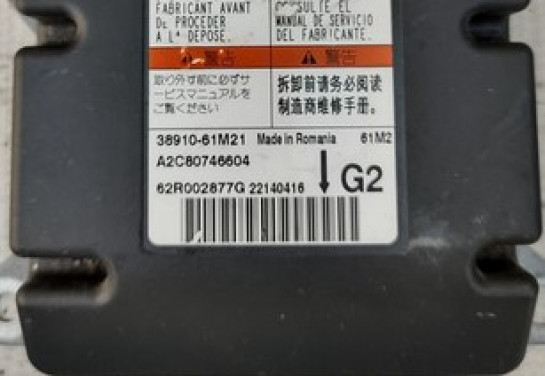 FABRICANT AVANT
DE PROCEDER
A Lª DEPOSE.
CONSULTE EL
MANUAL DE SERVICIO
DEL FABRICANTE.
⚠ 警告
⚠ 警告
取り外す前に必ずサ
ービスマニュアルを
ご覧ください
拆卸前请务必阅读
制造商维修手册.
38910-61M21 Made in Romania 61M2
A2C80746604
62R002877G 22140416 ↓ G2